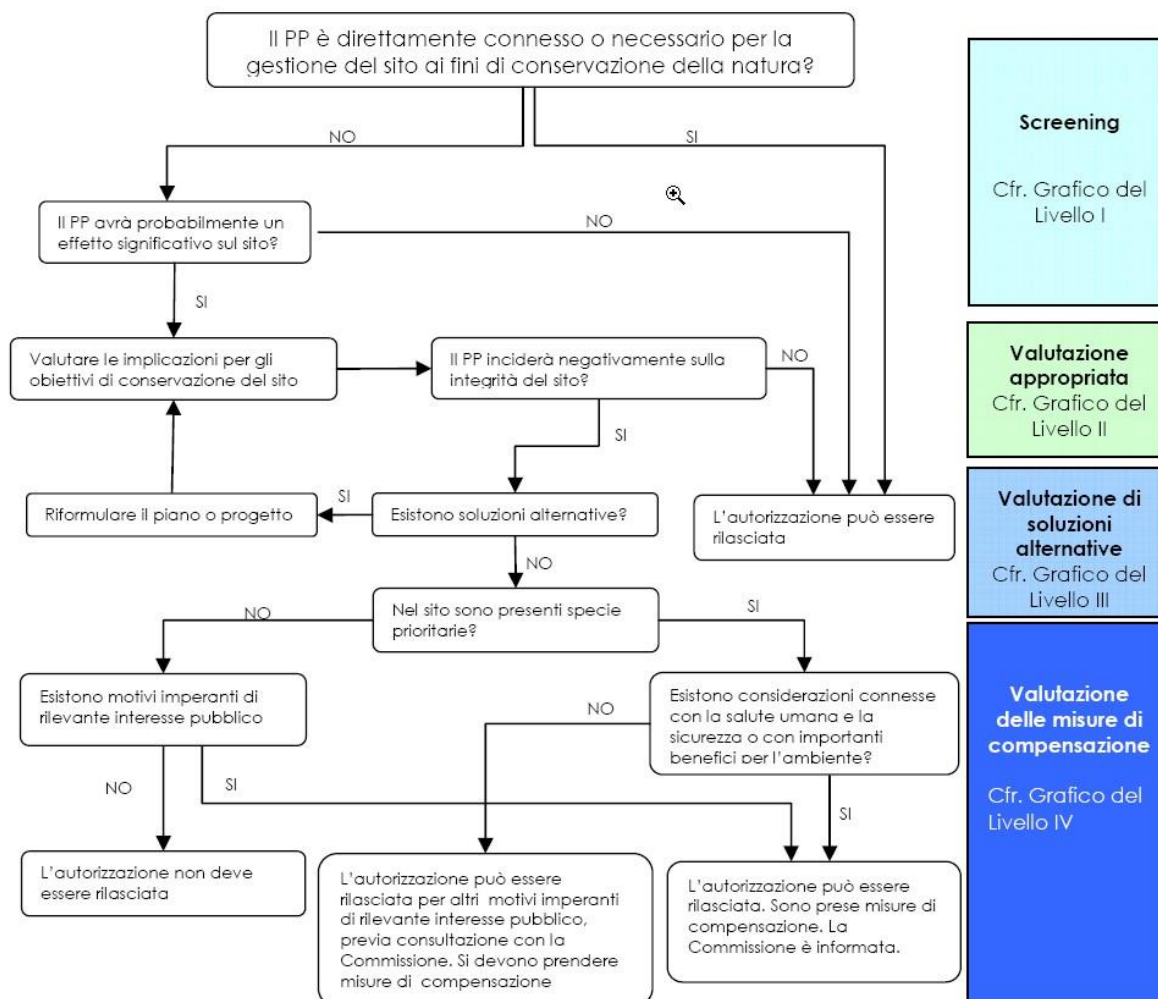 Il PP è direttamente connesso o necessario per la
gestione del sito ai fini di conservazione della natura?
NO
SI
Il PP avrà probabilmente un
effetto significativo sul sito?
NO
SI
Valutare le implicazioni per gli
obiettivi di conservazione del sito
Il PP inciderà negativamente sulla
integrità del sito?
NO
SI
Riformulare il piano o progetto
SI
Esistono soluzioni alternative?
L'autorizzazione può essere
rilasciata
NO
Nel sito sono presenti specie
prioritarie?
NO
SI
Esistono motivi imperanti di
rilevante interesse pubblico
Esistono considerazioni connesse
con la salute umana e la
sicurezza o con importanti
benefici per l'ambiente?
NO
NO
SI
SI
L'autorizzazione non deve
essere rilasciata
L'autorizzazione può essere
rilasciata per altri motivi imperanti
di rilevante interesse pubblico,
previa consultazione con la
Commissione. Si devono prendere
misure di compensazione
L'autorizzazione può essere
rilasciata. Sono prese misure di
compensazione. La
Commissione è informata.
Screening
Cfr. Grafico del
Livello I
Valutazione
appropriata
Cfr. Grafico del
Livello II
Valutazione di
soluzioni
alternative
Cfr. Grafico del
Livello III
Valutazione
delle misure di
compensazione
Cfr. Grafico del
Livello IV